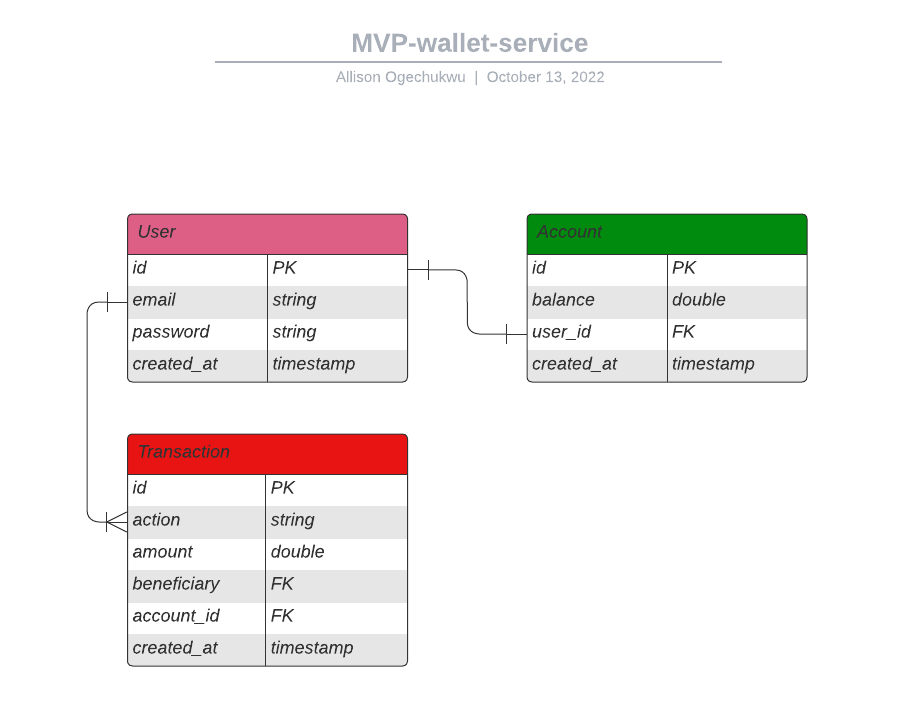 MVP-wallet-service
Allison Ogechukwu | October 13, 2022
User
id PK
email string
password string
created_at timestamp
Account
id PK
balance double
user_id FK
created_at timestamp
Transaction
id PK
action string
amount double
beneficiary FK
account_id FK
created_at timestamp